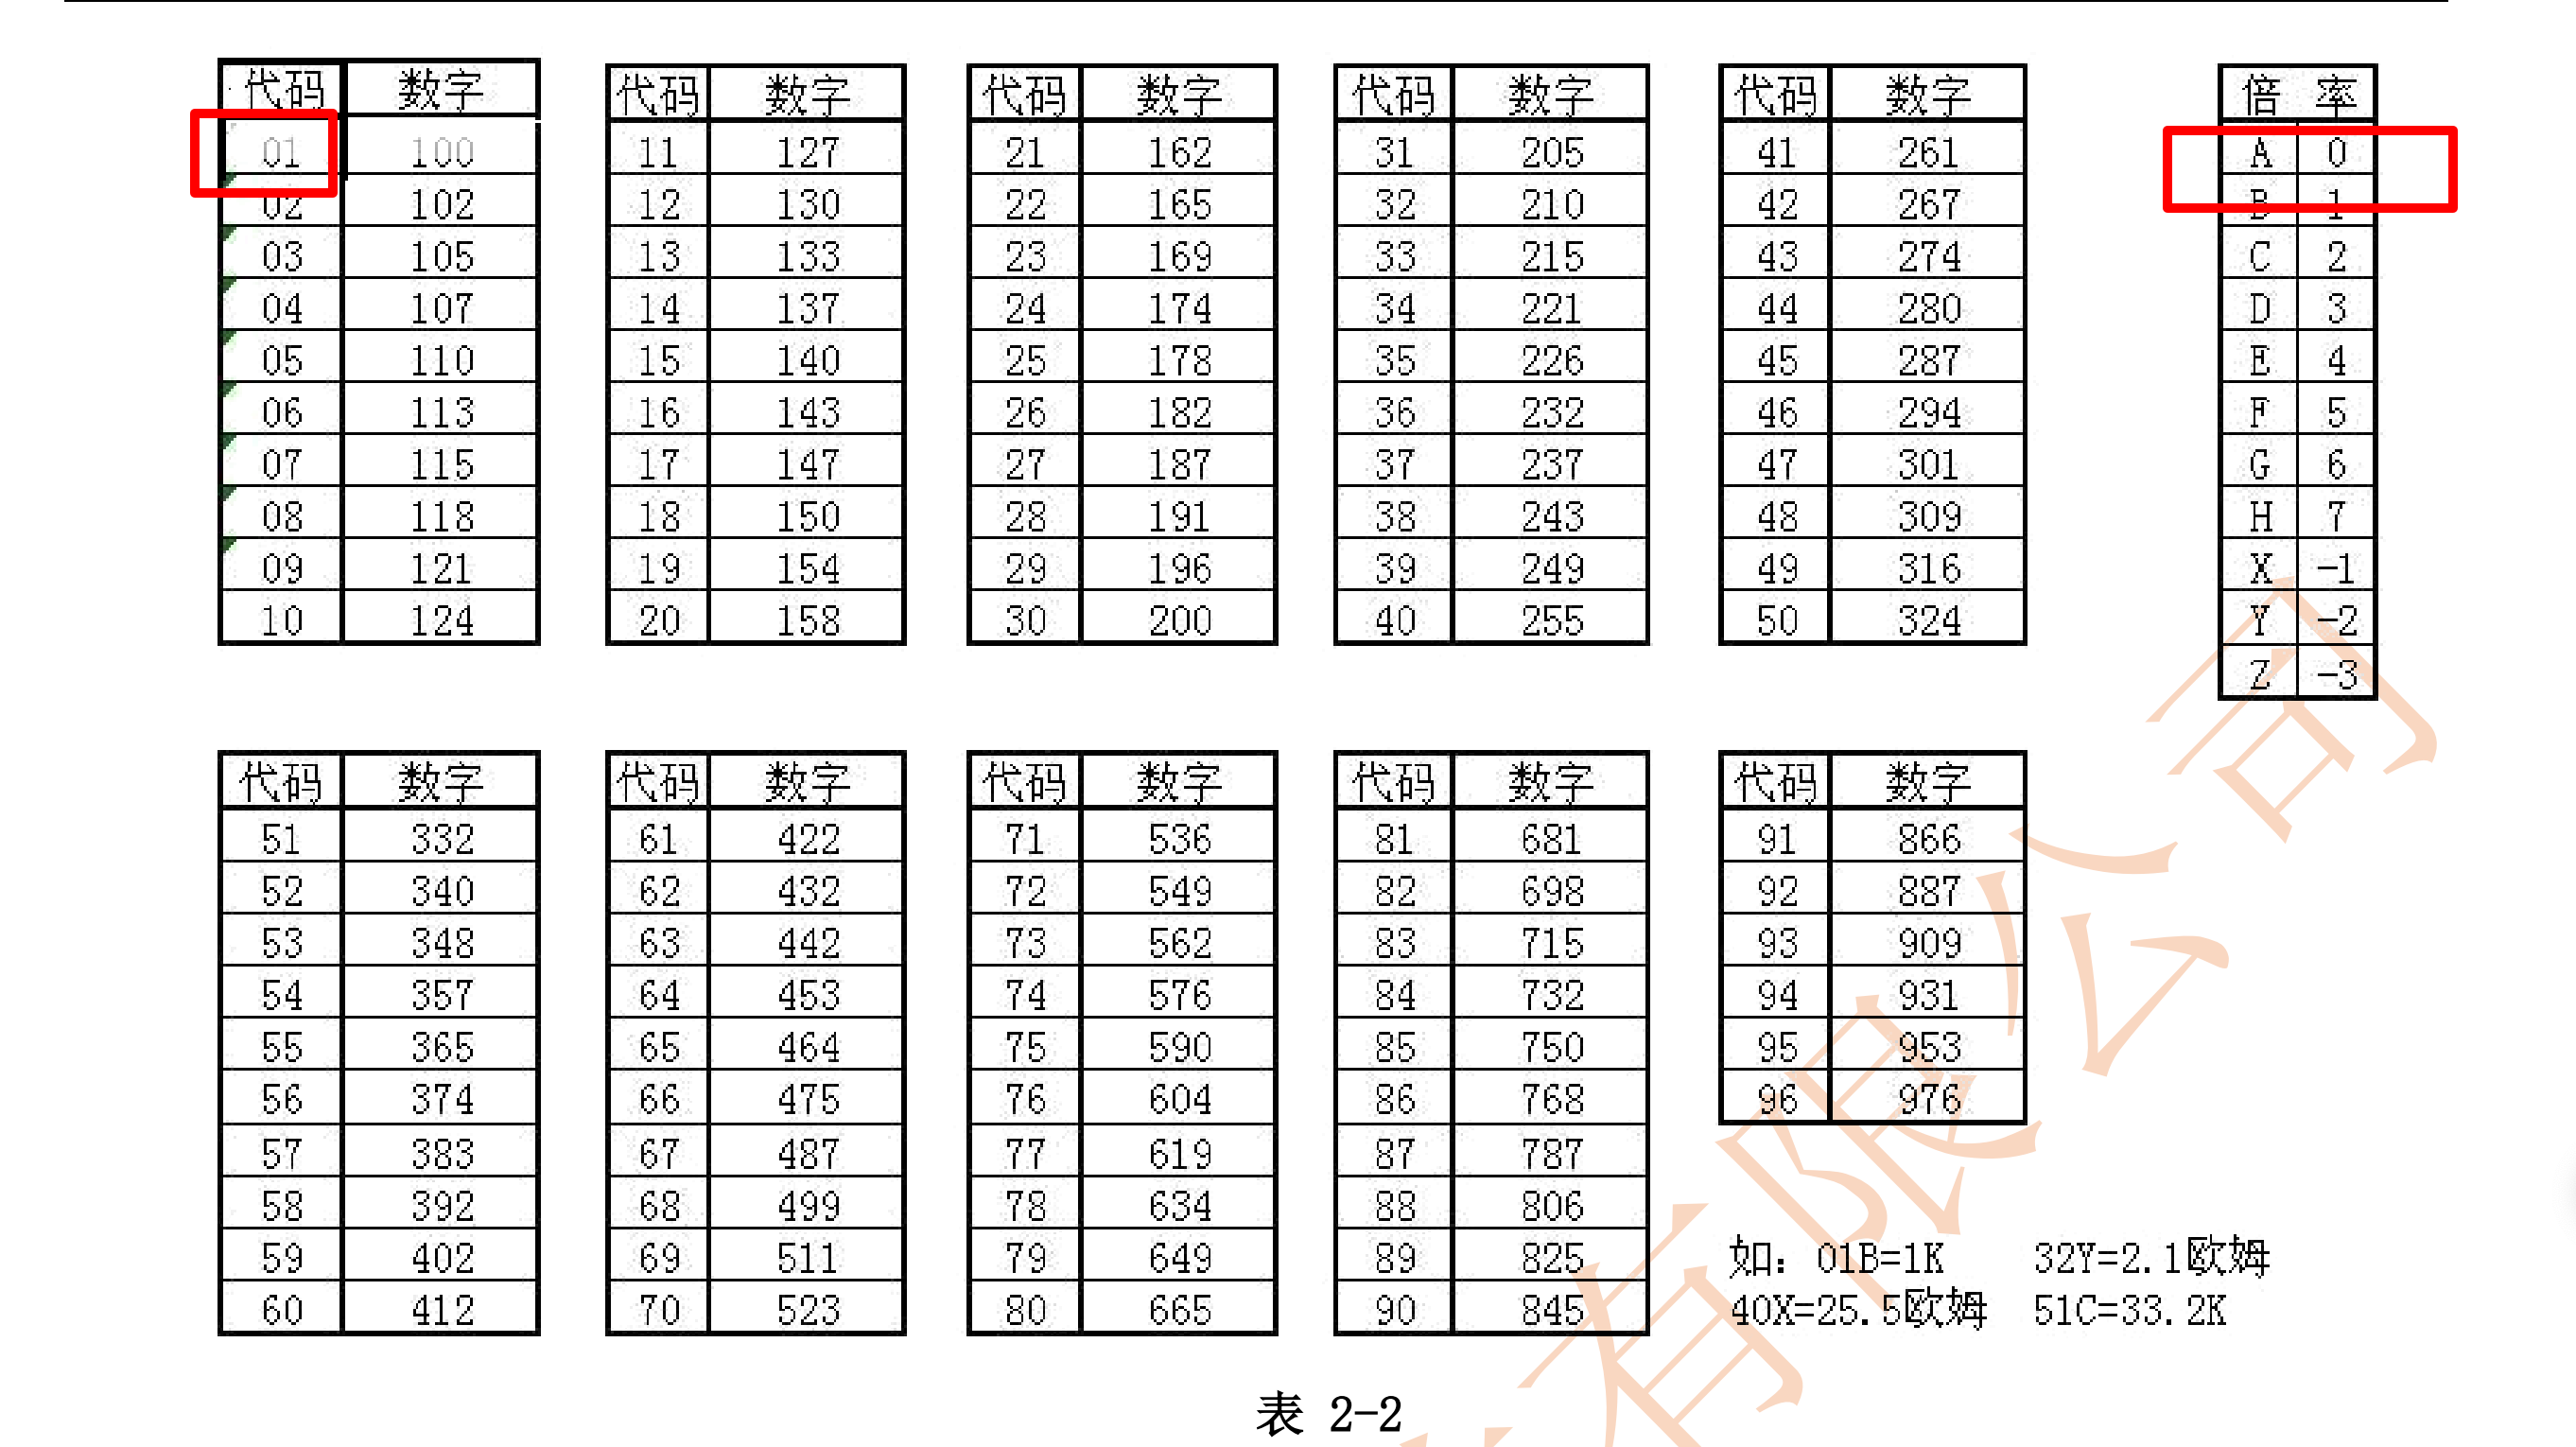 代码 数字 代码 数字 代码 数字 代码 数字 代码 数字 倍 率
01 100 11 127 21 162 31 205 41 261 A 0
02 102 12 130 22 165 32 210 42 267 B 1
03 105 13 133 23 169 33 215 43 274 C 2
04 107 14 137 24 174 34 221 44 280 D 3
05 110 15 140 25 178 35 226 45 287 E 4
06 113 16 143 26 182 36 232 46 294 F 5
07 115 17 147 27 187 37 237 47 301 G 6
08 118 18 150 28 191 38 243 48 309 H 7
09 121 19 154 29 196 39 249 49 316 X -1
10 124 20 158 30 200 40 255 50 324 Y -2
Z -3
代码 数字 代码 数字 代码 数字 代码 数字 代码 数字
51 332 61 422 71 536 81 681 91 866
52 340 62 432 72 549 82 698 92 887
53 348 63 442 73 562 83 715 93 909
54 357 64 453 74 576 84 732 94 931
55 365 65 464 75 590 85 750 95 953
56 374 66 475 76 604 86 768 96 976
57 383 67 487 77 619 87 787
58 392 68 499 78 634 88 806
59 402 69 511 79 649 89 825
60 412 70 523 80 665 90 845
如：01B=1K 32Y=2.1欧姆
40X=25.5欧姆 51C=33.2K
表 2-2
有限公司